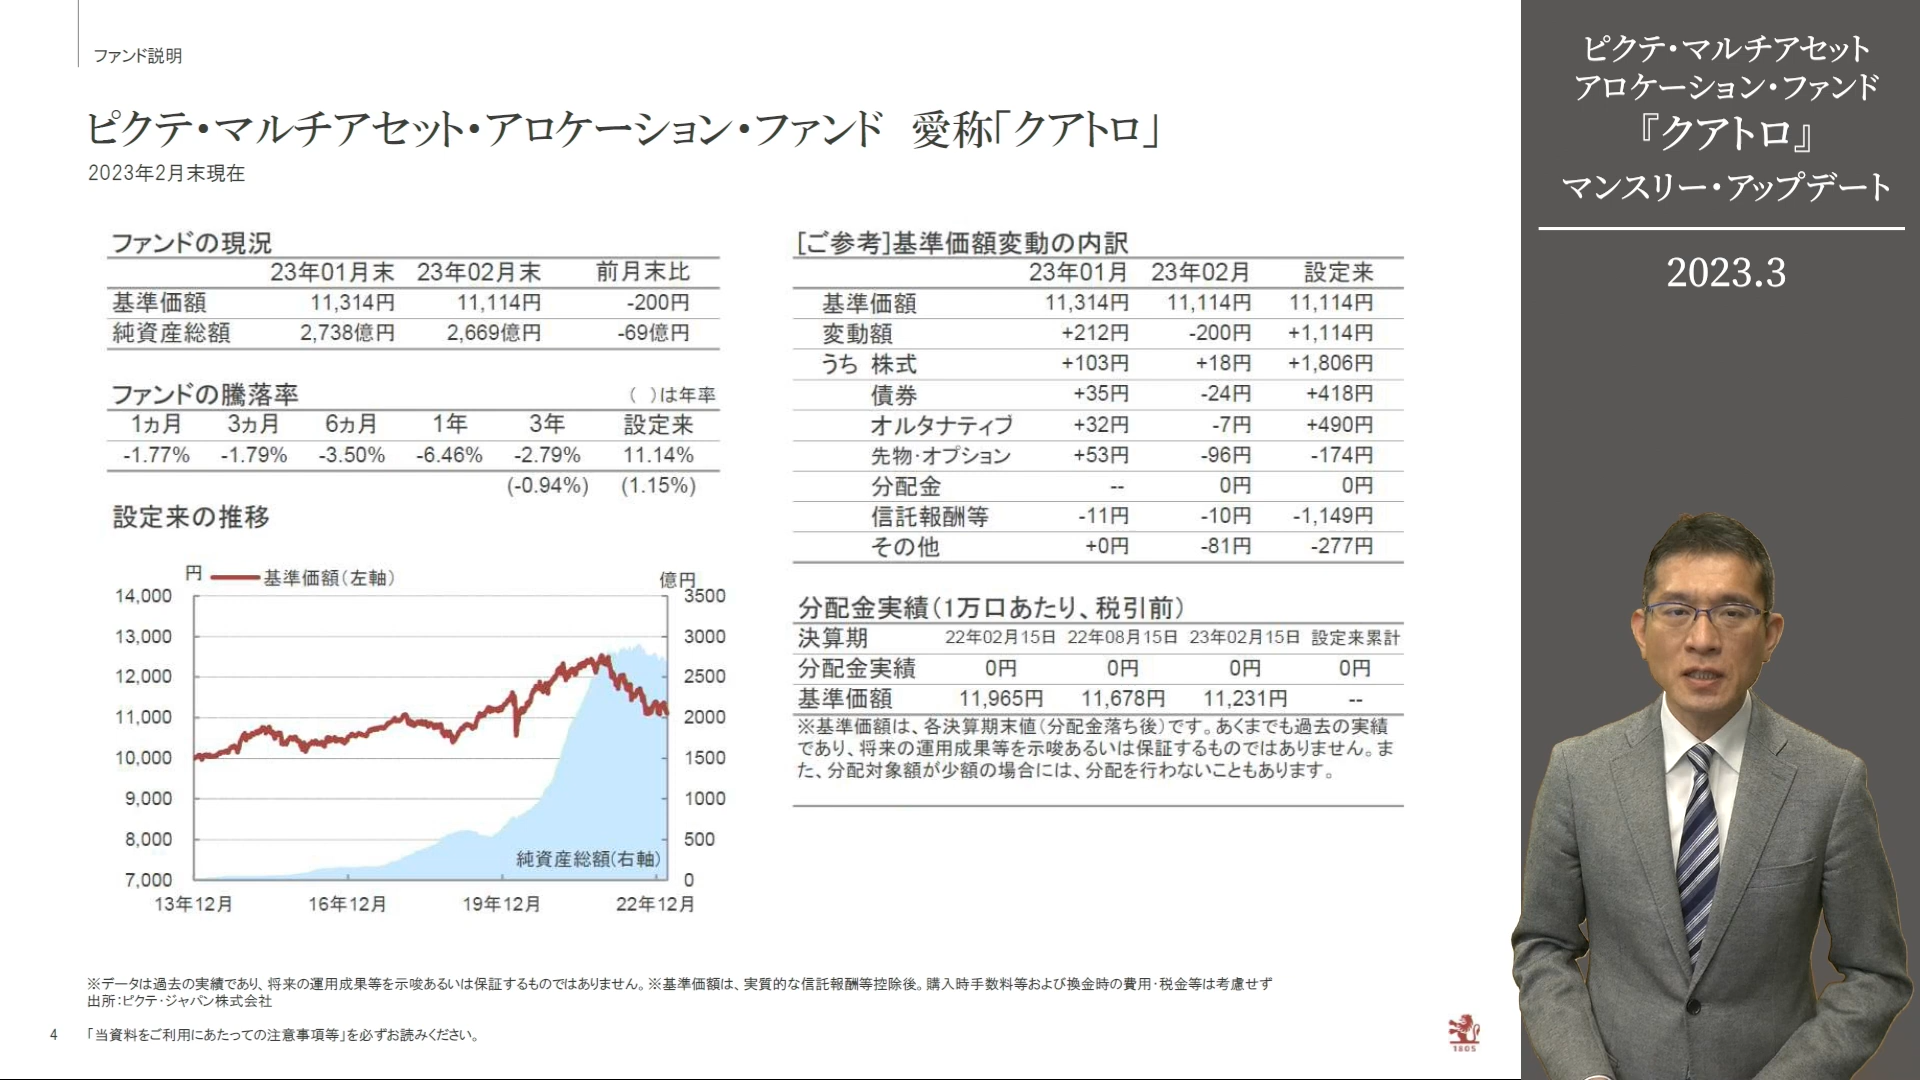 ファンド説明
ピクテ・マルチアセット・アロケーション・ファンド 愛称「クアトロ」
2023年2月末現在
ファンドの現況
23年01月末 23年02月末 前月末比
基準価額 11,314円 11,114円 -200円
純資産総額 2,738億円 2,669億円 -69億円
ファンドの騰落率 ( )は年率
1ヵ月 3ヵ月 6ヵ月 1年 3年 設定来
-1.77% -1.79% -3.50% -6.46% -2.79% 11.14%
(-0.94%) (1.15%)
設定来の推移
円 基準価額(左軸) 億円
14,000 3500
13,000 3000
12,000 2500
11,000 2000
10,000 1500
9,000 1000
8,000 500
純資産総額(右軸)
7,000 0
13年12月 16年12月 19年12月 22年12月
[ご参考]基準価額変動の内訳
23年01月 23年02月 設定来
基準価額 11,314円 11,114円 11,114円
変動額 +212円 -200円 +1,114円
うち 株式 +103円 +18円 +1,806円
債券 +35円 -24円 +418円
オルタナティブ +32円 -7円 +490円
先物・オプション +53円 -96円 -174円
分配金 -- 0円 0円
信託報酬等 -11円 -10円 -1,149円
その他 +0円 -81円 -277円
分配金実績(1万口あたり、税引前)
決算期 22年02月15日 22年08月15日 23年02月15日 設定来累計
分配金実績 0円 0円 0円 0円
基準価額 11,965円 11,678円 11,231円 --
※基準価額は、各決算期末値(分配金落ち後)です。あくまでも過去の実績
であり、将来の運用成果等を示唆あるいは保証するものではありません。ま
た、分配対象額が少額の場合には、分配を行わないこともあります。
※データは過去の実績であり、将来の運用成果等を示唆あるいは保証するものではありません。※基準価額は、実質的な信託報酬等控除後。購入時手数料等および換金時の費用・税金等は考慮せず
出所:ピクテ・ジャパン株式会社
4 「当資料をご利用にあたっての注意事項等」を必ずお読みください。
1805
ピクテ・マルチアセット
アロケーション・ファンド
『クアトロ』
マンスリー・アップデート
2023.3